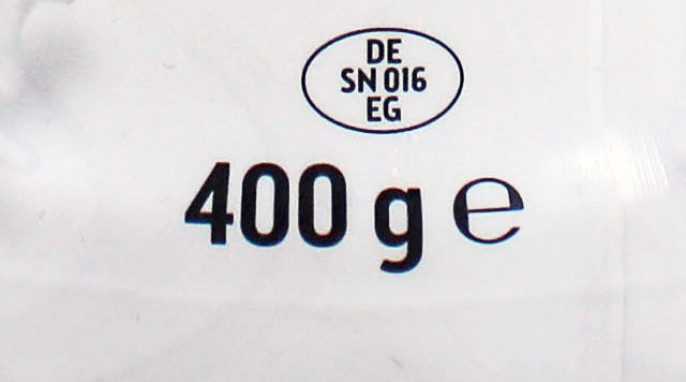 DE
SN 016
EG
400 g ℮